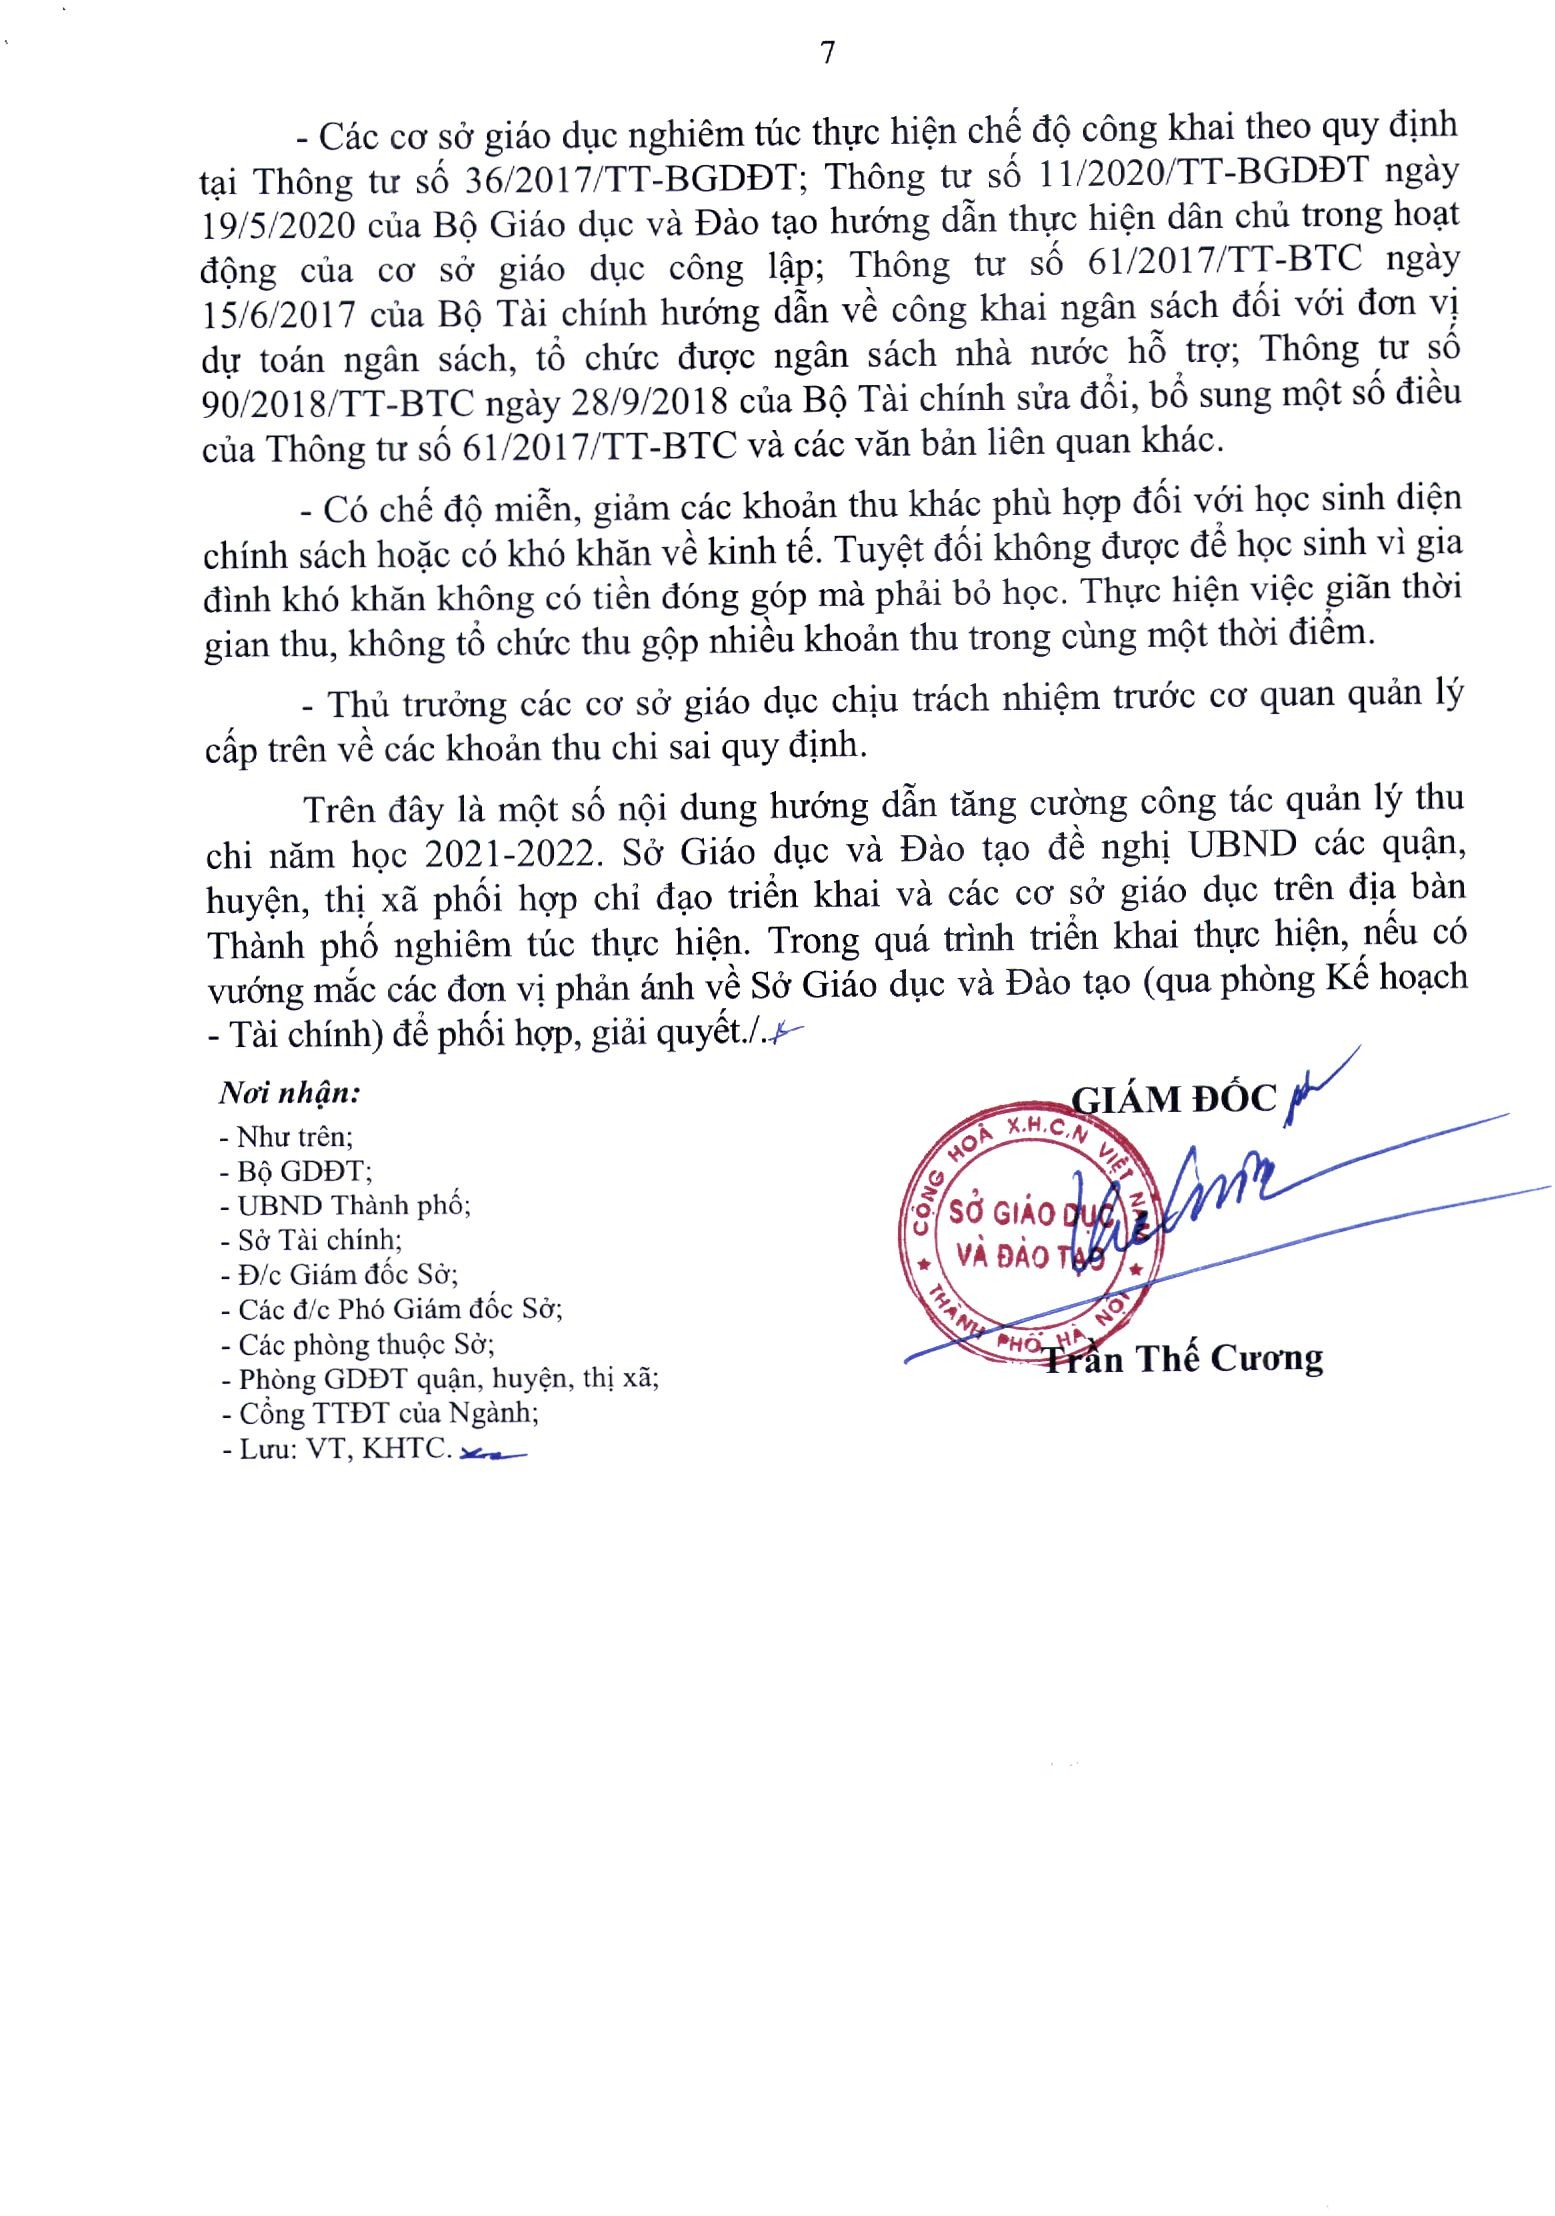 7
- Các cơ sở giáo dục nghiêm túc thực hiện chế độ công khai theo quy định
tại Thông tư số 36/2017/TT-BGDĐT; Thông tư số 11/2020/TT-BGDĐT ngày
19/5/2020 của Bộ Giáo dục và Đào tạo hướng dẫn thực hiện dân chủ trong hoạt
động của cơ sở giáo dục công lập; Thông tư số 61/2017/TT-BTC ngày
15/6/2017 của Bộ Tài chính hướng dẫn về công khai ngân sách đối với đơn vị
dự toán ngân sách, tổ chức được ngân sách nhà nước hỗ trợ; Thông tư số
90/2018/TT-BTC ngày 28/9/2018 của Bộ Tài chính sửa đổi, bổ sung một số điều
của Thông tư số 61/2017/TT-BTC và các văn bản liên quan khác.
- Có chế độ miễn, giảm các khoản thu khác phù hợp đối với học sinh diện
chính sách hoặc có khó khăn về kinh tế. Tuyệt đối không được để học sinh vì gia
đình khó khăn không có tiền đóng góp mà phải bỏ học. Thực hiện việc giãn thời
gian thu, không tổ chức thu gộp nhiều khoản thu trong cùng một thời điểm.
- Thủ trưởng các cơ sở giáo dục chịu trách nhiệm trước cơ quan quản lý
cấp trên về các khoản thu chi sai quy định.
Trên đây là một số nội dung hướng dẫn tăng cường công tác quản lý thu
chi năm học 2021-2022. Sở Giáo dục và Đào tạo đề nghị UBND các quận,
huyện, thị xã phối hợp chỉ đạo triển khai và các cơ sở giáo dục trên địa bàn
Thành phố nghiêm túc thực hiện. Trong quá trình triển khai thực hiện, nếu có
vướng mắc các đơn vị phản ánh về Sở Giáo dục và Đào tạo (qua phòng Kế hoạch
- Tài chính) để phối hợp, giải quyết./.
Nơi nhận:
- Như trên;
- Bộ GDĐT;
- UBND Thành phố;
- Sở Tài chính;
- Đ/c Giám đốc Sở;
- Các đ/c Phó Giám đốc Sở;
- Các phòng thuộc Sở;
- Phòng GDĐT quận, huyện, thị xã;
- Cổng TTĐT của Ngành;
- Lưu: VT, KHTC.
GIÁM ĐỐC
CỘNG HOÀ X.H.C.N VIỆT NAM
SỞ GIÁO DỤC
VÀ ĐÀO TẠO
THÀNH PHỐ HÀ NỘI
Trần Thế Cương